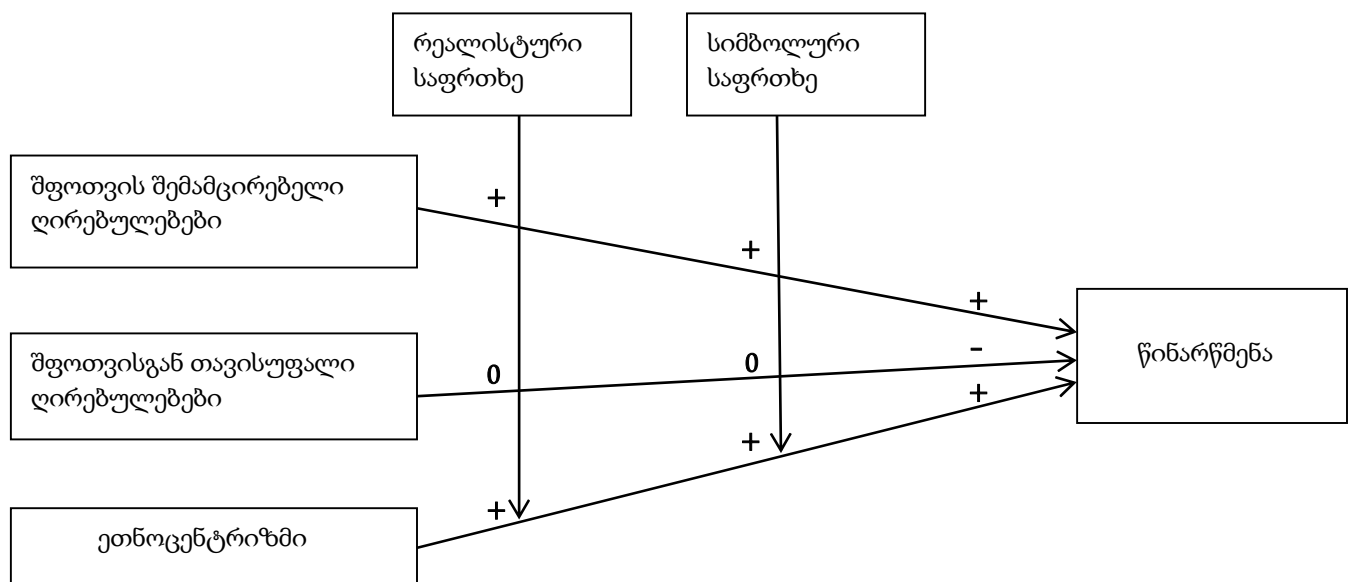 რეალისტური
საფრთხე
სიმბოლური
საფრთხე
შფოთვის შემამცირებელი
ღირებულებები
+
+
+
შფოთვისგან თავისუფალი
ღირებულებები
0
0
-
წინარწმენა
+
+
+
ეთნოცენტრიზმი